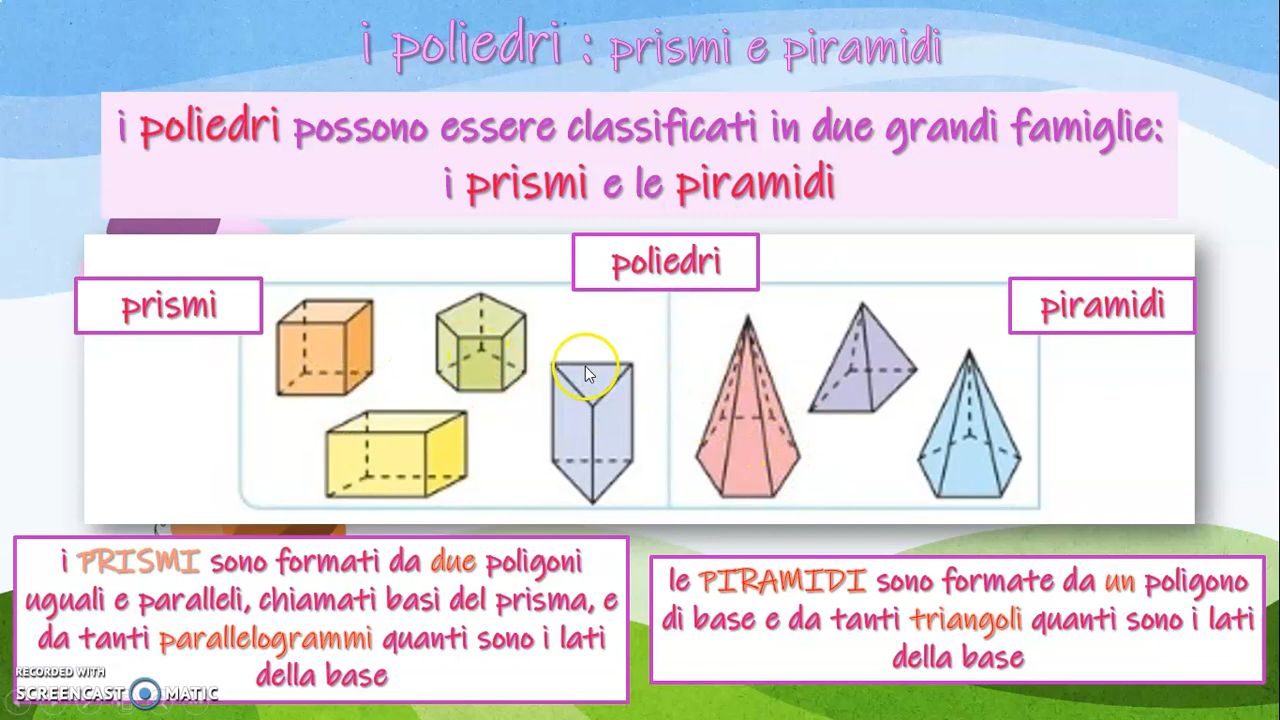 i poliedri : prismi e piramidi
i poliedri possono essere classificati in due grandi famiglie:
i prismi e le piramidi
poliedri
prismi
piramidi
i PRISMI sono formati da due poligoni
uguali e paralleli, chiamati basi del prisma, e
da tanti parallelogrammi quanti sono i lati
della base
le PIRAMIDI sono formate da un poligono
di base e da tanti triangoli quanti sono i lati
della base
RECORDED WITH
SCREENCAST MATIC